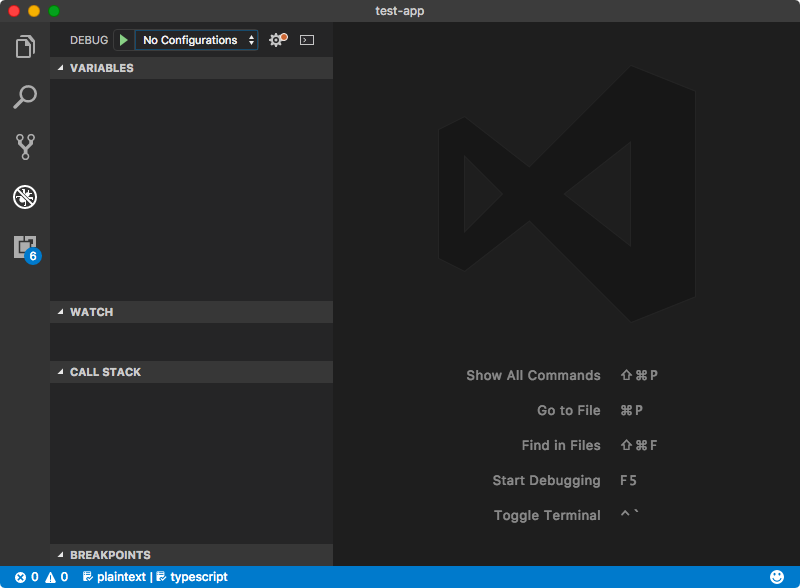 test-app
DEBUG No Configurations
VARIABLES
6
WATCH
CALL STACK
BREAKPOINTS
Show All Commands ⇧⌘P
Go to File ⌘P
Find in Files ⇧⌘F
Start Debugging F5
Toggle Terminal ^`
0 0 plaintext | typescript